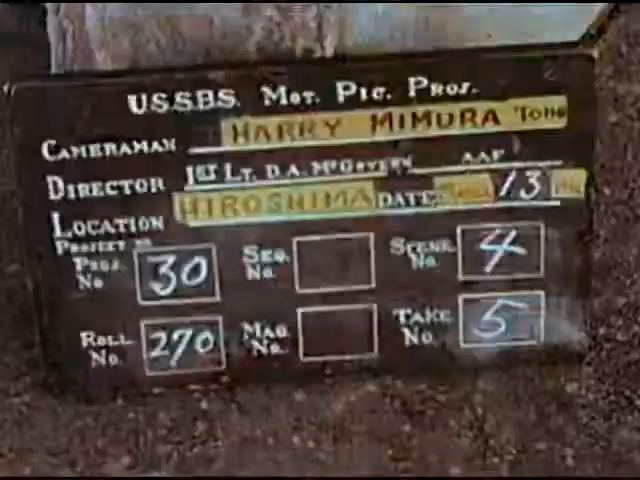 U.S.S.B.S. MOT. PIC. PROJ.
CAMERAMAN HARRY MIMURA
DIRECTOR 1ST LT. D.A. McGOVERN AAF
LOCATION HIROSHIMA DATE 13
PROJECT
PROJ. No 30 SEQ. No. SCENE No. 4
ROLL No. 270 MAG. No. TAKE No. 5